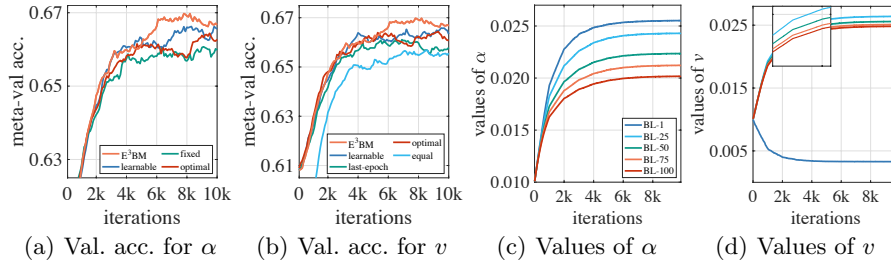 meta-val acc.
0.67
0.65
0.63
E³BM
learnable
fixed
optimal
0 2k 4k 6k 8k 10k
iterations
(a) Val. acc. for α
meta-val acc.
0.67
0.65
0.63
0.61
E³BM
learnable
last-epoch
optimal
equal
0 2k 4k 6k 8k 10k
iterations
(b) Val. acc. for v
values of α
0.025
0.020
0.015
0.010
BL-1
BL-25
BL-50
BL-75
BL-100
0 2k 4k 6k 8k
iterations
(c) Values of α
values of v
0.025
0.015
0.005
0 2k 4k 6k 8k
iterations
(d) Values of v